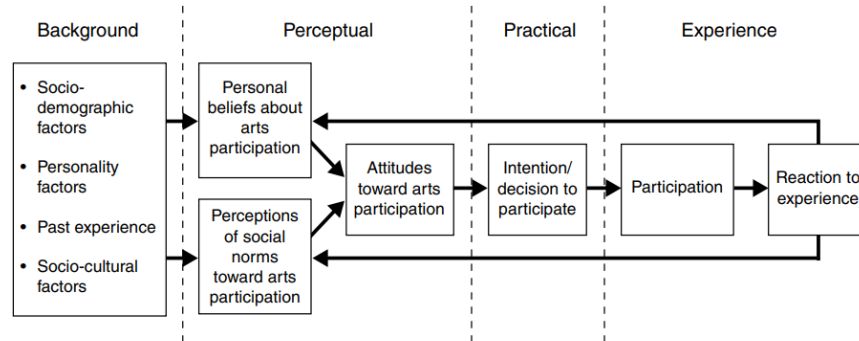 Background
Perceptual
Practical
Experience
• Socio-
demographic
factors
• Personality
factors
• Past experience
• Socio-cultural
factors
Personal
beliefs about
arts
participation
Perceptions
of social
norms
toward arts
participation
Attitudes
toward arts
participation
Intention/
decision to
participate
Participation
Reaction to
experience